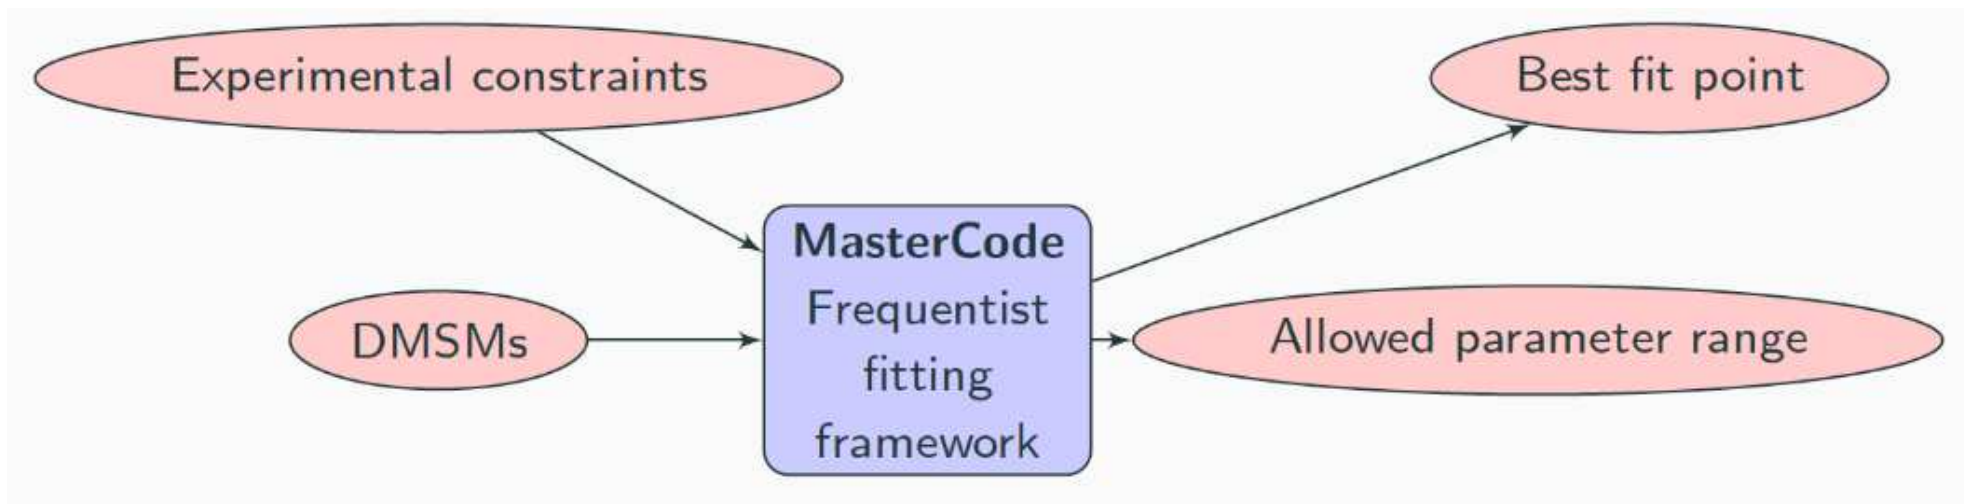 Experimental constraints
Best fit point
MasterCode
Frequentist
fitting
framework
DMSMs
Allowed parameter range